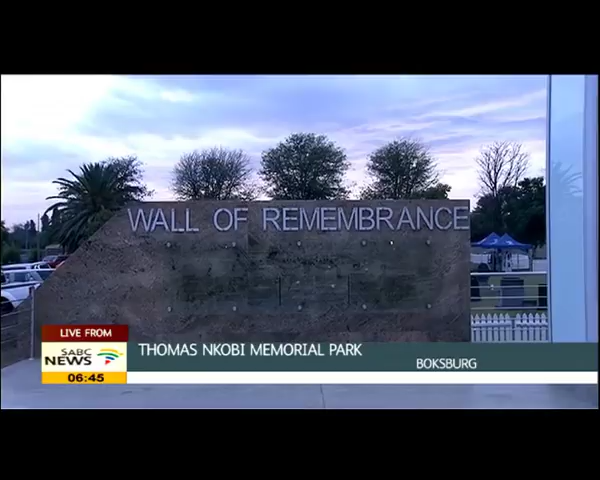 WALL OF REMEMBRANCE
LIVE FROM
SABC
NEWS
06:45
THOMAS NKOBI MEMORIAL PARK
BOKSBURG